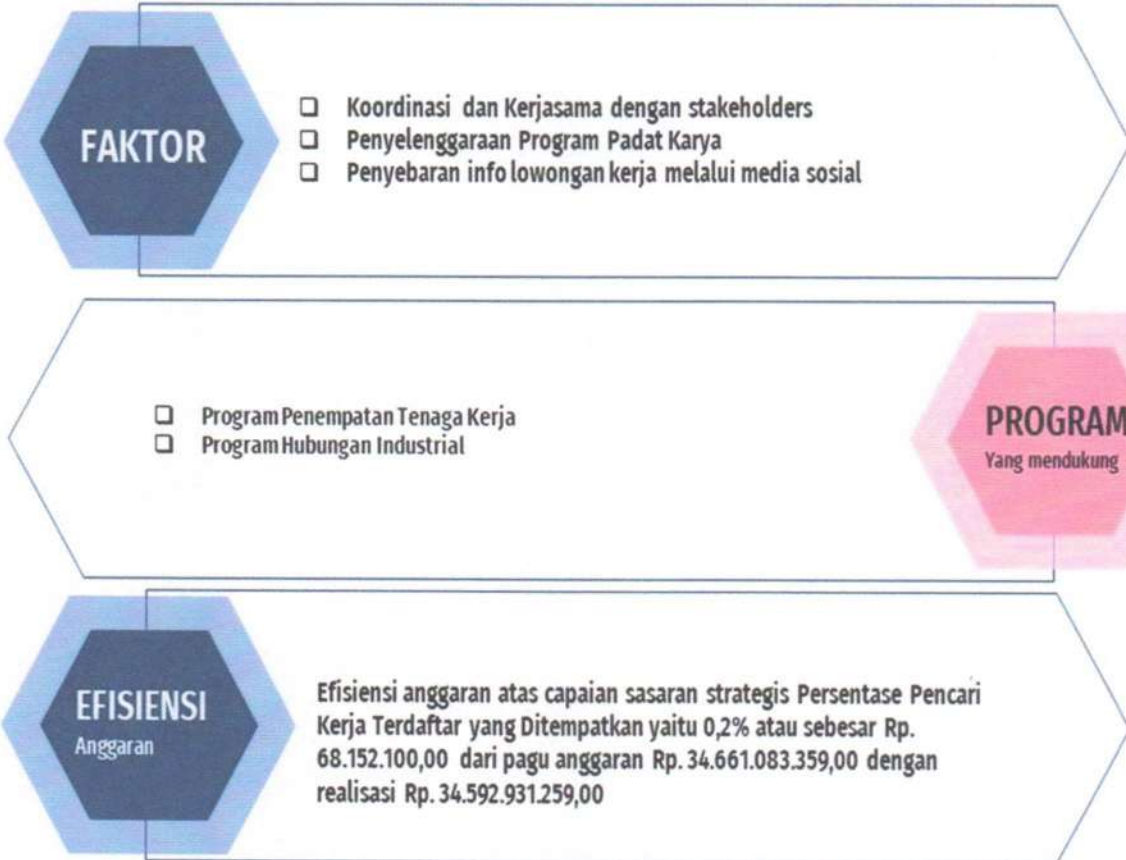 FAKTOR
❑ Koordinasi dan Kerjasama dengan stakeholders
❑ Penyelenggaraan Program Padat Karya
❑ Penyebaran info lowongan kerja melalui media sosial
❑ Program Penempatan Tenaga Kerja
❑ Program Hubungan Industrial
PROGRAM
Yang mendukung
EFISIENSI
Anggaran
Efisiensi anggaran atas capaian sasaran strategis Persentase Pencari
Kerja Terdaftar yang Ditempatkan yaitu 0,2% atau sebesar Rp.
68.152.100,00 dari pagu anggaran Rp. 34.661.083.359,00 dengan
realisasi Rp. 34.592.931.259,00